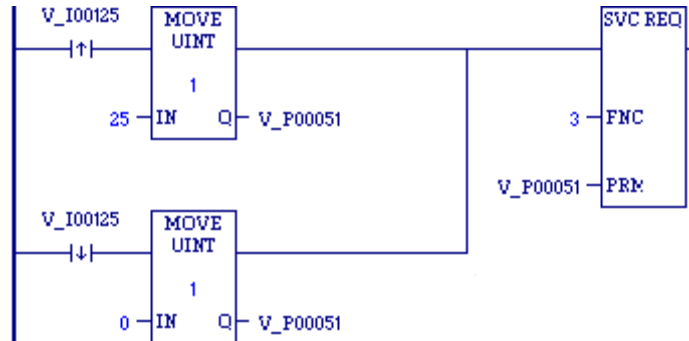 V_I00125
MOVE
UINT
1
25 IN Q V_P00051
SVC REQ
3 FNC
V_P00051 PRM
V_I00125
MOVE
UINT
1
0 IN Q V_P00051